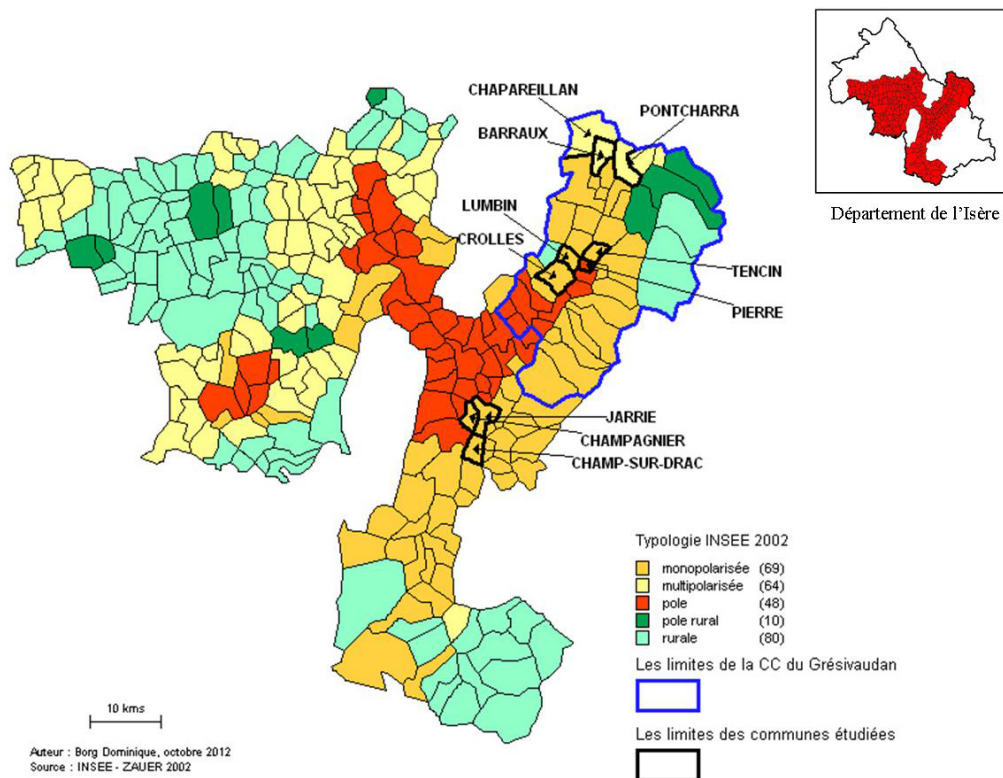 CHAPAREILLAN
PONTCHARRA
BARRAUX
Département de l'Isère
LUMBIN
CROLLES
TENCIN
PIERRE
JARRIE
CHAMPAGNIER
CHAMP-SUR-DRAC
Typologie INSEE 2002
monopolisée (69)
multipolarisée (64)
pole (48)
pole rural (10)
rurale (80)
Les limites de la CC du Grésivaudan
Les limites des communes étudiées
10 kms
Auteur : Borg Dominique, octobre 2012
Source : INSEE - ZAUER 2002